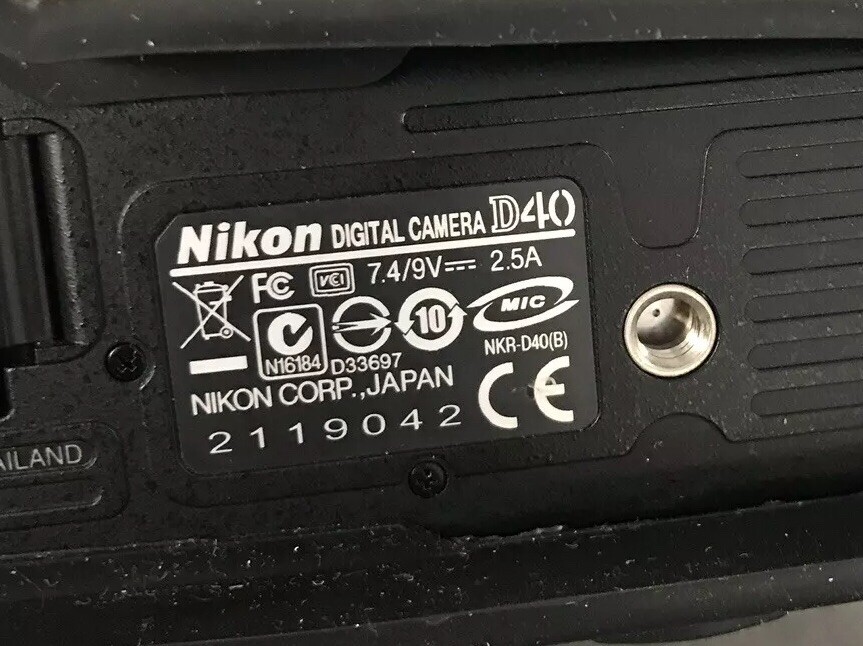 Nikon DIGITAL CAMERA D40
FC VCI 7.4/9V 2.5A
10 MIC
N16184 D33697 NKR-D40(B)
NIKON CORP.,JAPAN CE
2119042
AILAND